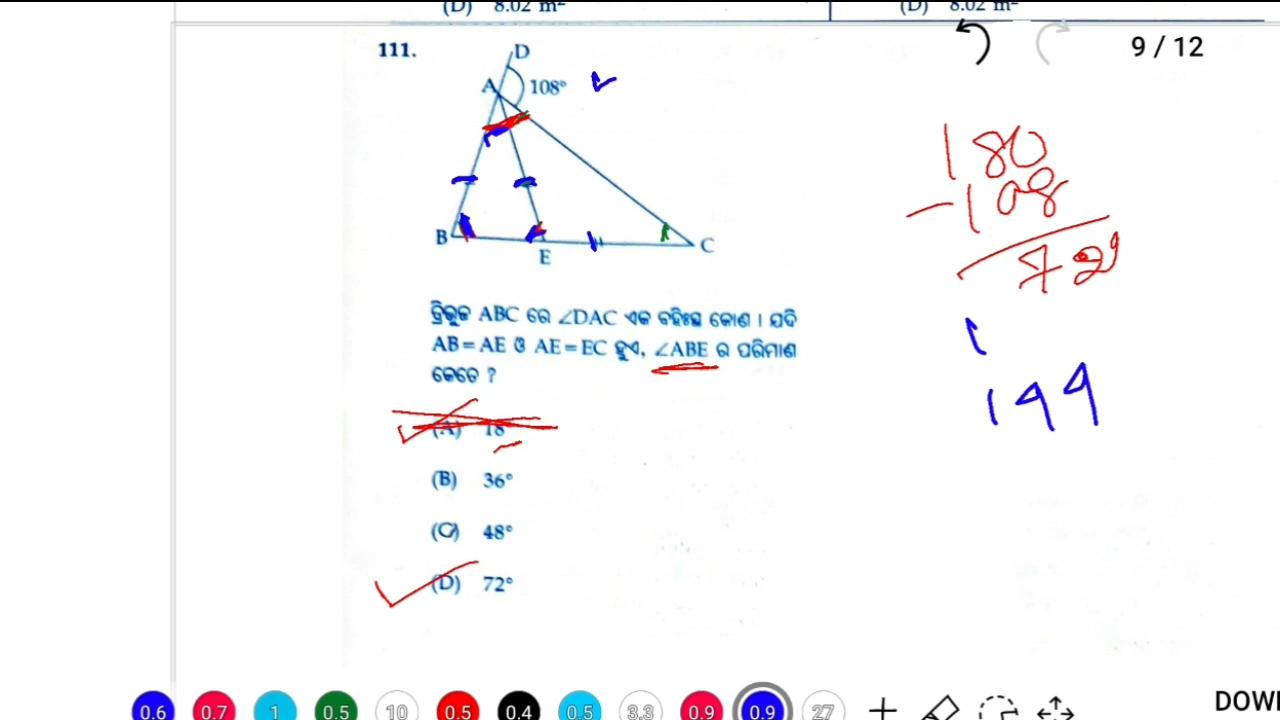 (D) 8.02 m²
(D) 8.02 m²
9 / 12
111.
D
A
108°
B
E
C
180
-108
72°
144
ତ୍ରିଭୁଜ ABC ରେ ∠DAC ଏକ ବହିଃସ୍ଥ କୋଣ । ଯଦି
AB = AE ଓ AE = EC ହୁଏ, ∠ABE ର ପରିମାଣ
କେତେ ?
(A) 18
(B) 36°
(C) 48°
(D) 72°
0.6 0.7 1 0.5 10 0.5 0.4 0.5 3.3 0.9 0.9 27
DOW